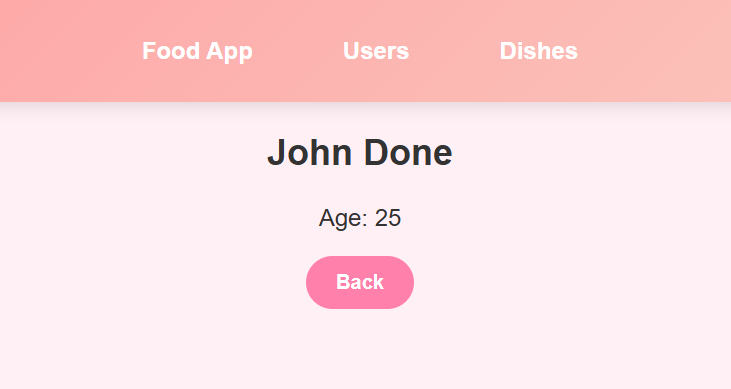 Food App Users Dishes
John Done
Age: 25
Back